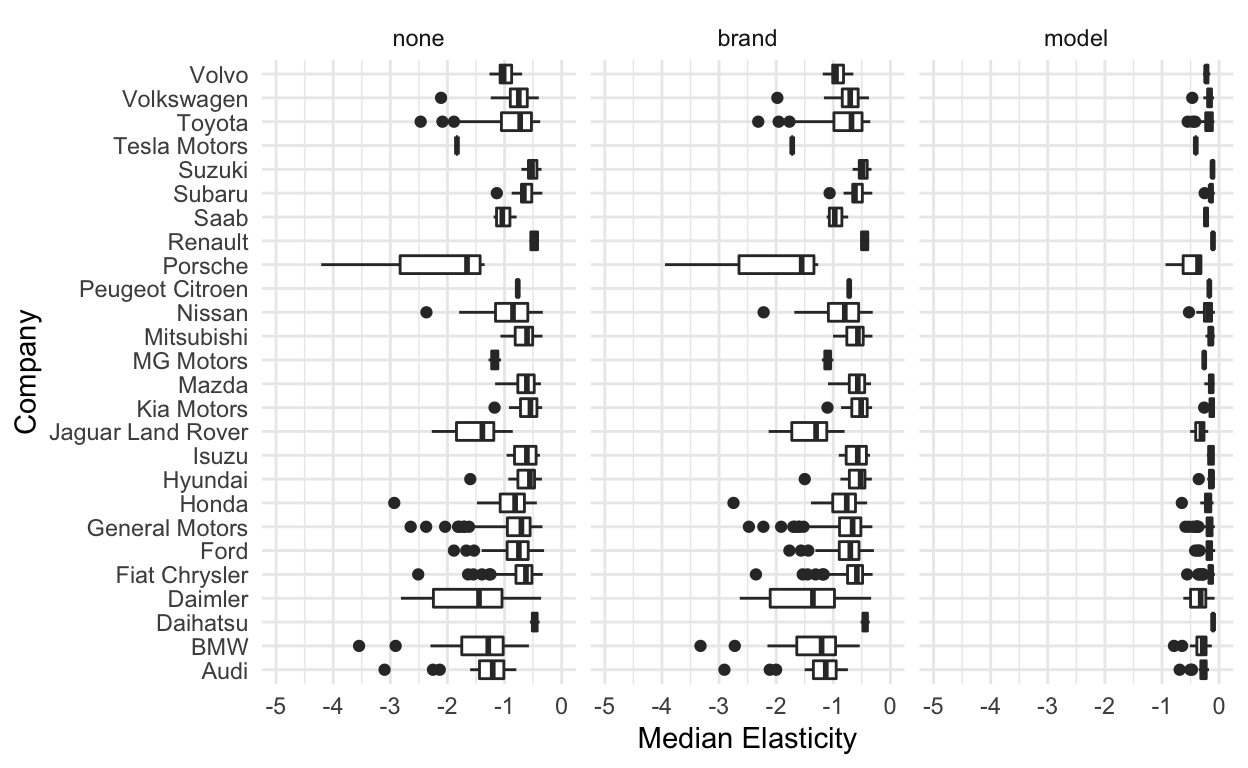 none brand model
Company
Volvo
Volkswagen
Toyota
Tesla Motors
Suzuki
Subaru
Saab
Renault
Porsche
Peugeot Citroen
Nissan
Mitsubishi
MG Motors
Mazda
Kia Motors
Jaguar Land Rover
Isuzu
Hyundai
Honda
General Motors
Ford
Fiat Chrysler
Daimler
Daihatsu
BMW
Audi
-5 -4 -3 -2 -1 0 -5 -4 -3 -2 -1 0 -5 -4 -3 -2 -1 0
Median Elasticity